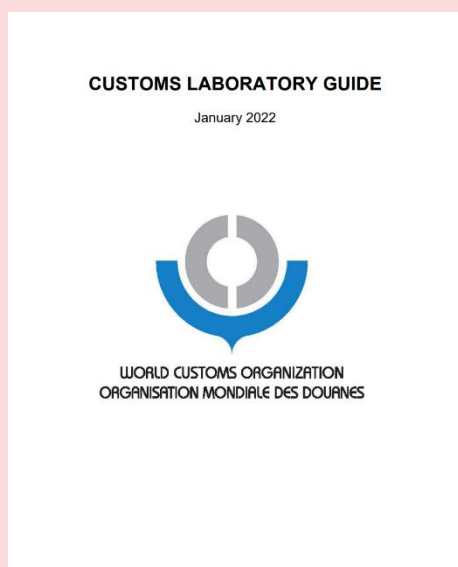 CUSTOMS LABORATORY GUIDE
January 2022
WORLD CUSTOMS ORGANIZATION
ORGANISATION MONDIALE DES DOUANES